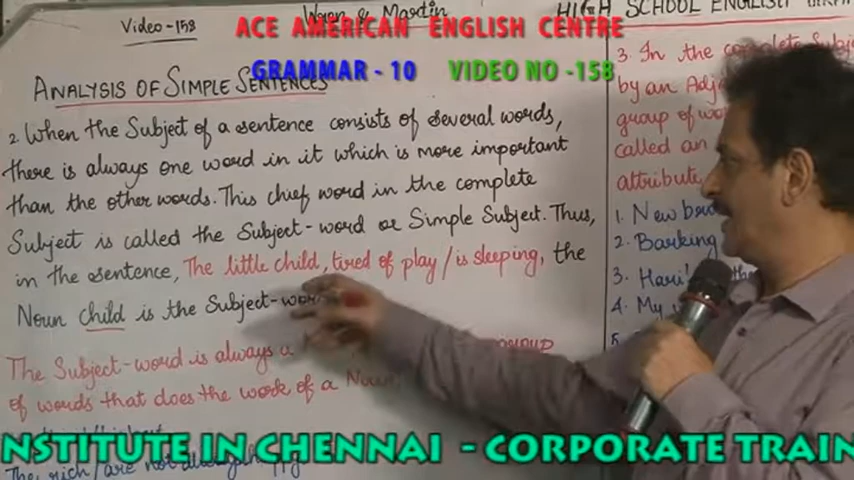 Video-158
Wren & Martin
ACE AMERICAN ENGLISH CENTRE
GRAMMAR - 10 VIDEO NO -158
ANALYSIS OF SIMPLE SENTENCES
2. When the Subject of a sentence consists of several words,
there is always one word in it which is more important
than the other words. This chief word in the complete
Subject is called the Subject-word or Simple Subject. Thus,
in the sentence, The little child, tired of play / is sleeping, the
Noun child is the Subject-
The Subject-word is always a
of words that does the work of a Noun
The rich / are not
HIGH SCHOOL ENGLISH
3. In the complete
by an
group of
called an
attribute
1. New
2. Barking
3. Hari's
4. My
5.
NSTITUTE IN CHENNAI - CORPORATE TRAIN